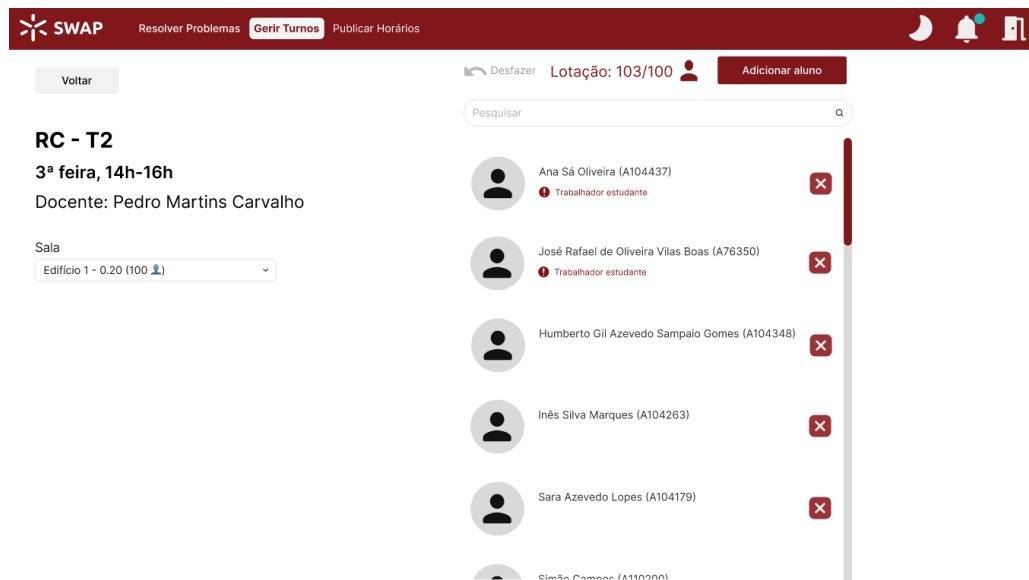 SWAP
Resolver Problemas
Gerir Turnos
Publicar Horários
Voltar
RC - T2
3ª feira, 14h-16h
Docente: Pedro Martins Carvalho
Sala
Edifício 1 - 0.20 (100 👤)
Desfazer
Lotação: 103/100
Adicionar aluno
Pesquisar
Ana Sá Oliveira (A104437)
Trabalhador estudante
José Rafael de Oliveira Vilas Boas (A76350)
Trabalhador estudante
Humberto Gil Azevedo Sampaio Gomes (A104348)
Inês Silva Marques (A104263)
Sara Azevedo Lopes (A104179)
Simão Campos (A110200)